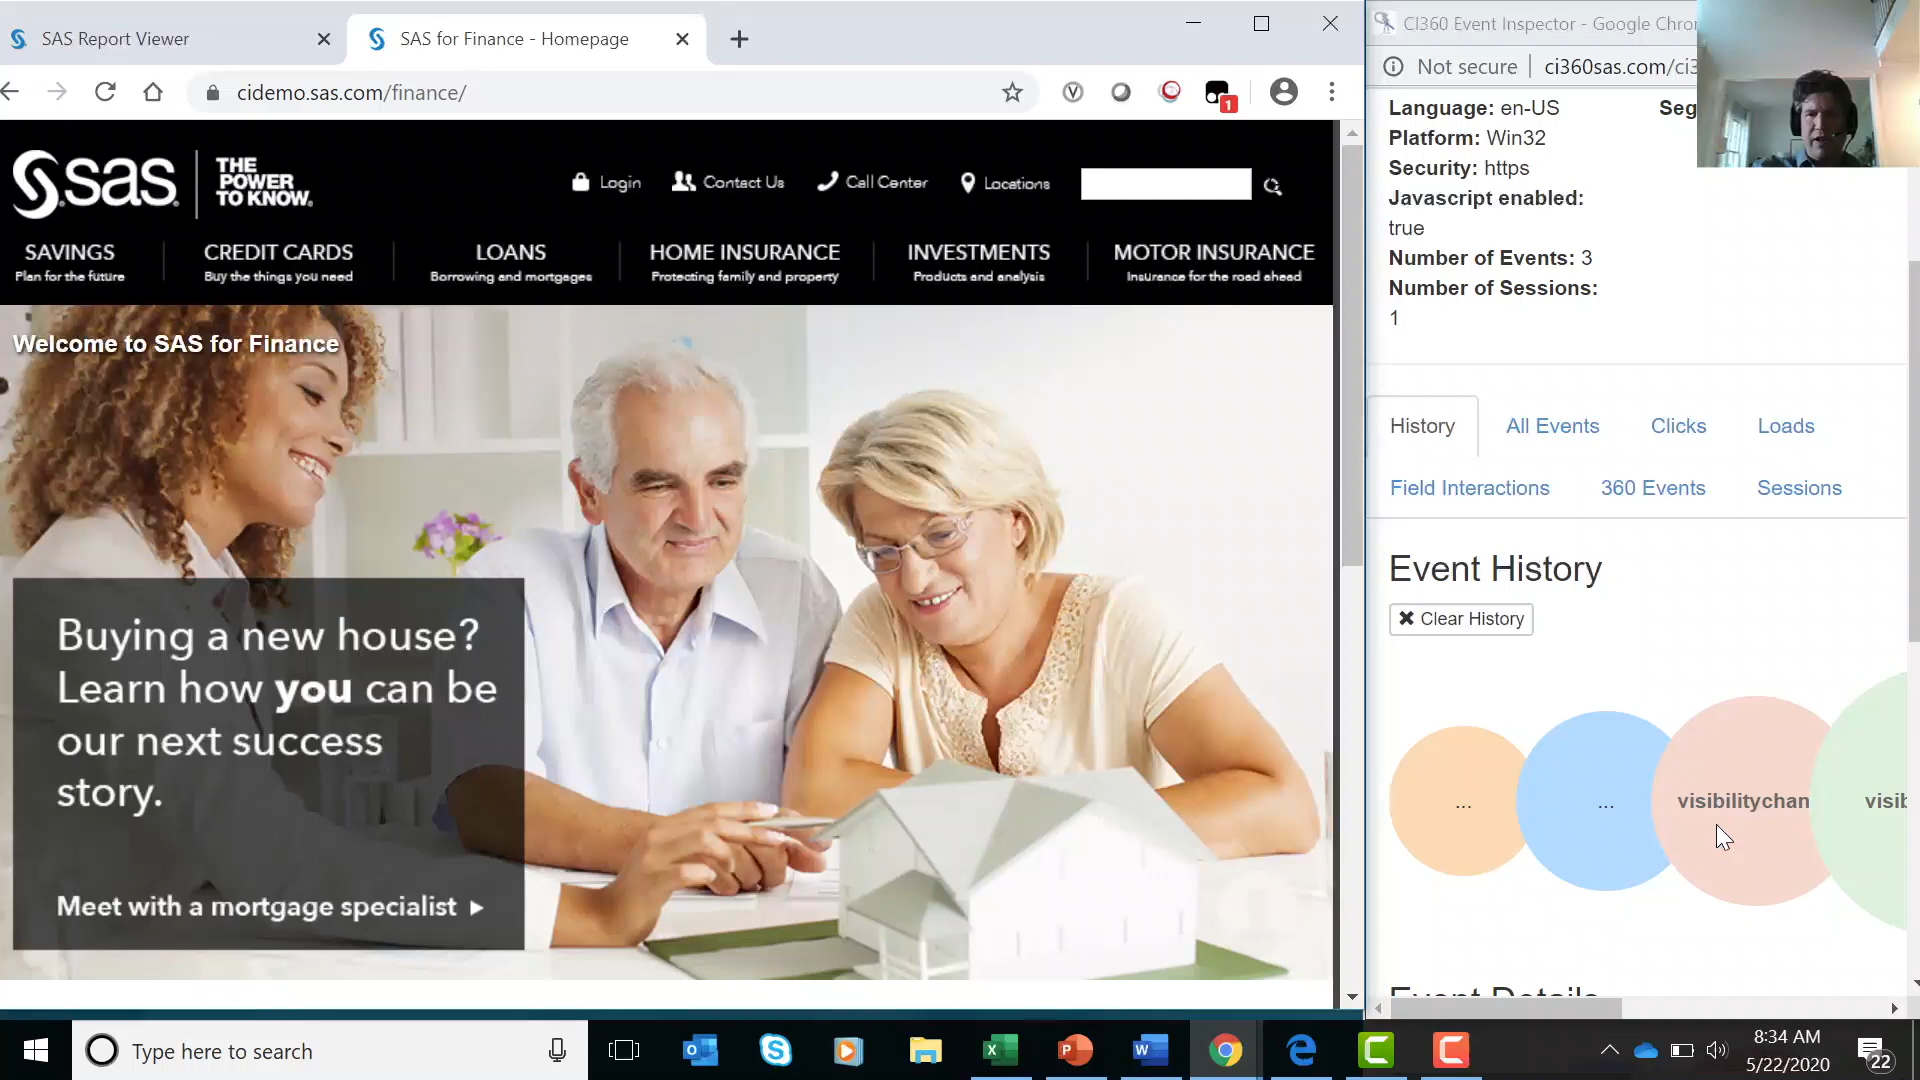 SAS Report Viewer
SAS for Finance - Homepage
cidemo.sas.com/finance/
1
sas
THE
POWER
TO KNOW.
Login
Contact Us
Call Center
Locations
SAVINGS
Plan for the future
CREDIT CARDS
Buy the things you need
LOANS
Borrowing and mortgages
HOME INSURANCE
Protecting family and property
INVESTMENTS
Products and analysis
MOTOR INSURANCE
Insurance for the road ahead
Welcome to SAS for Finance
Buying a new house?
Learn how you can be
our next success
story.
Meet with a mortgage specialist
CI360 Event Inspector - Google Chro
Not secure
ci360sas.com/ci3
Language: en-US
Seg
Platform: Win32
Security: https
Javascript enabled:
true
Number of Events: 3
Number of Sessions:
1
History
All Events
Clicks
Loads
Field Interactions
360 Events
Sessions
Event History
Clear History
...
...
visibilitychan
visib
Event Details
Type here to search
8:34 AM
5/22/2020
22